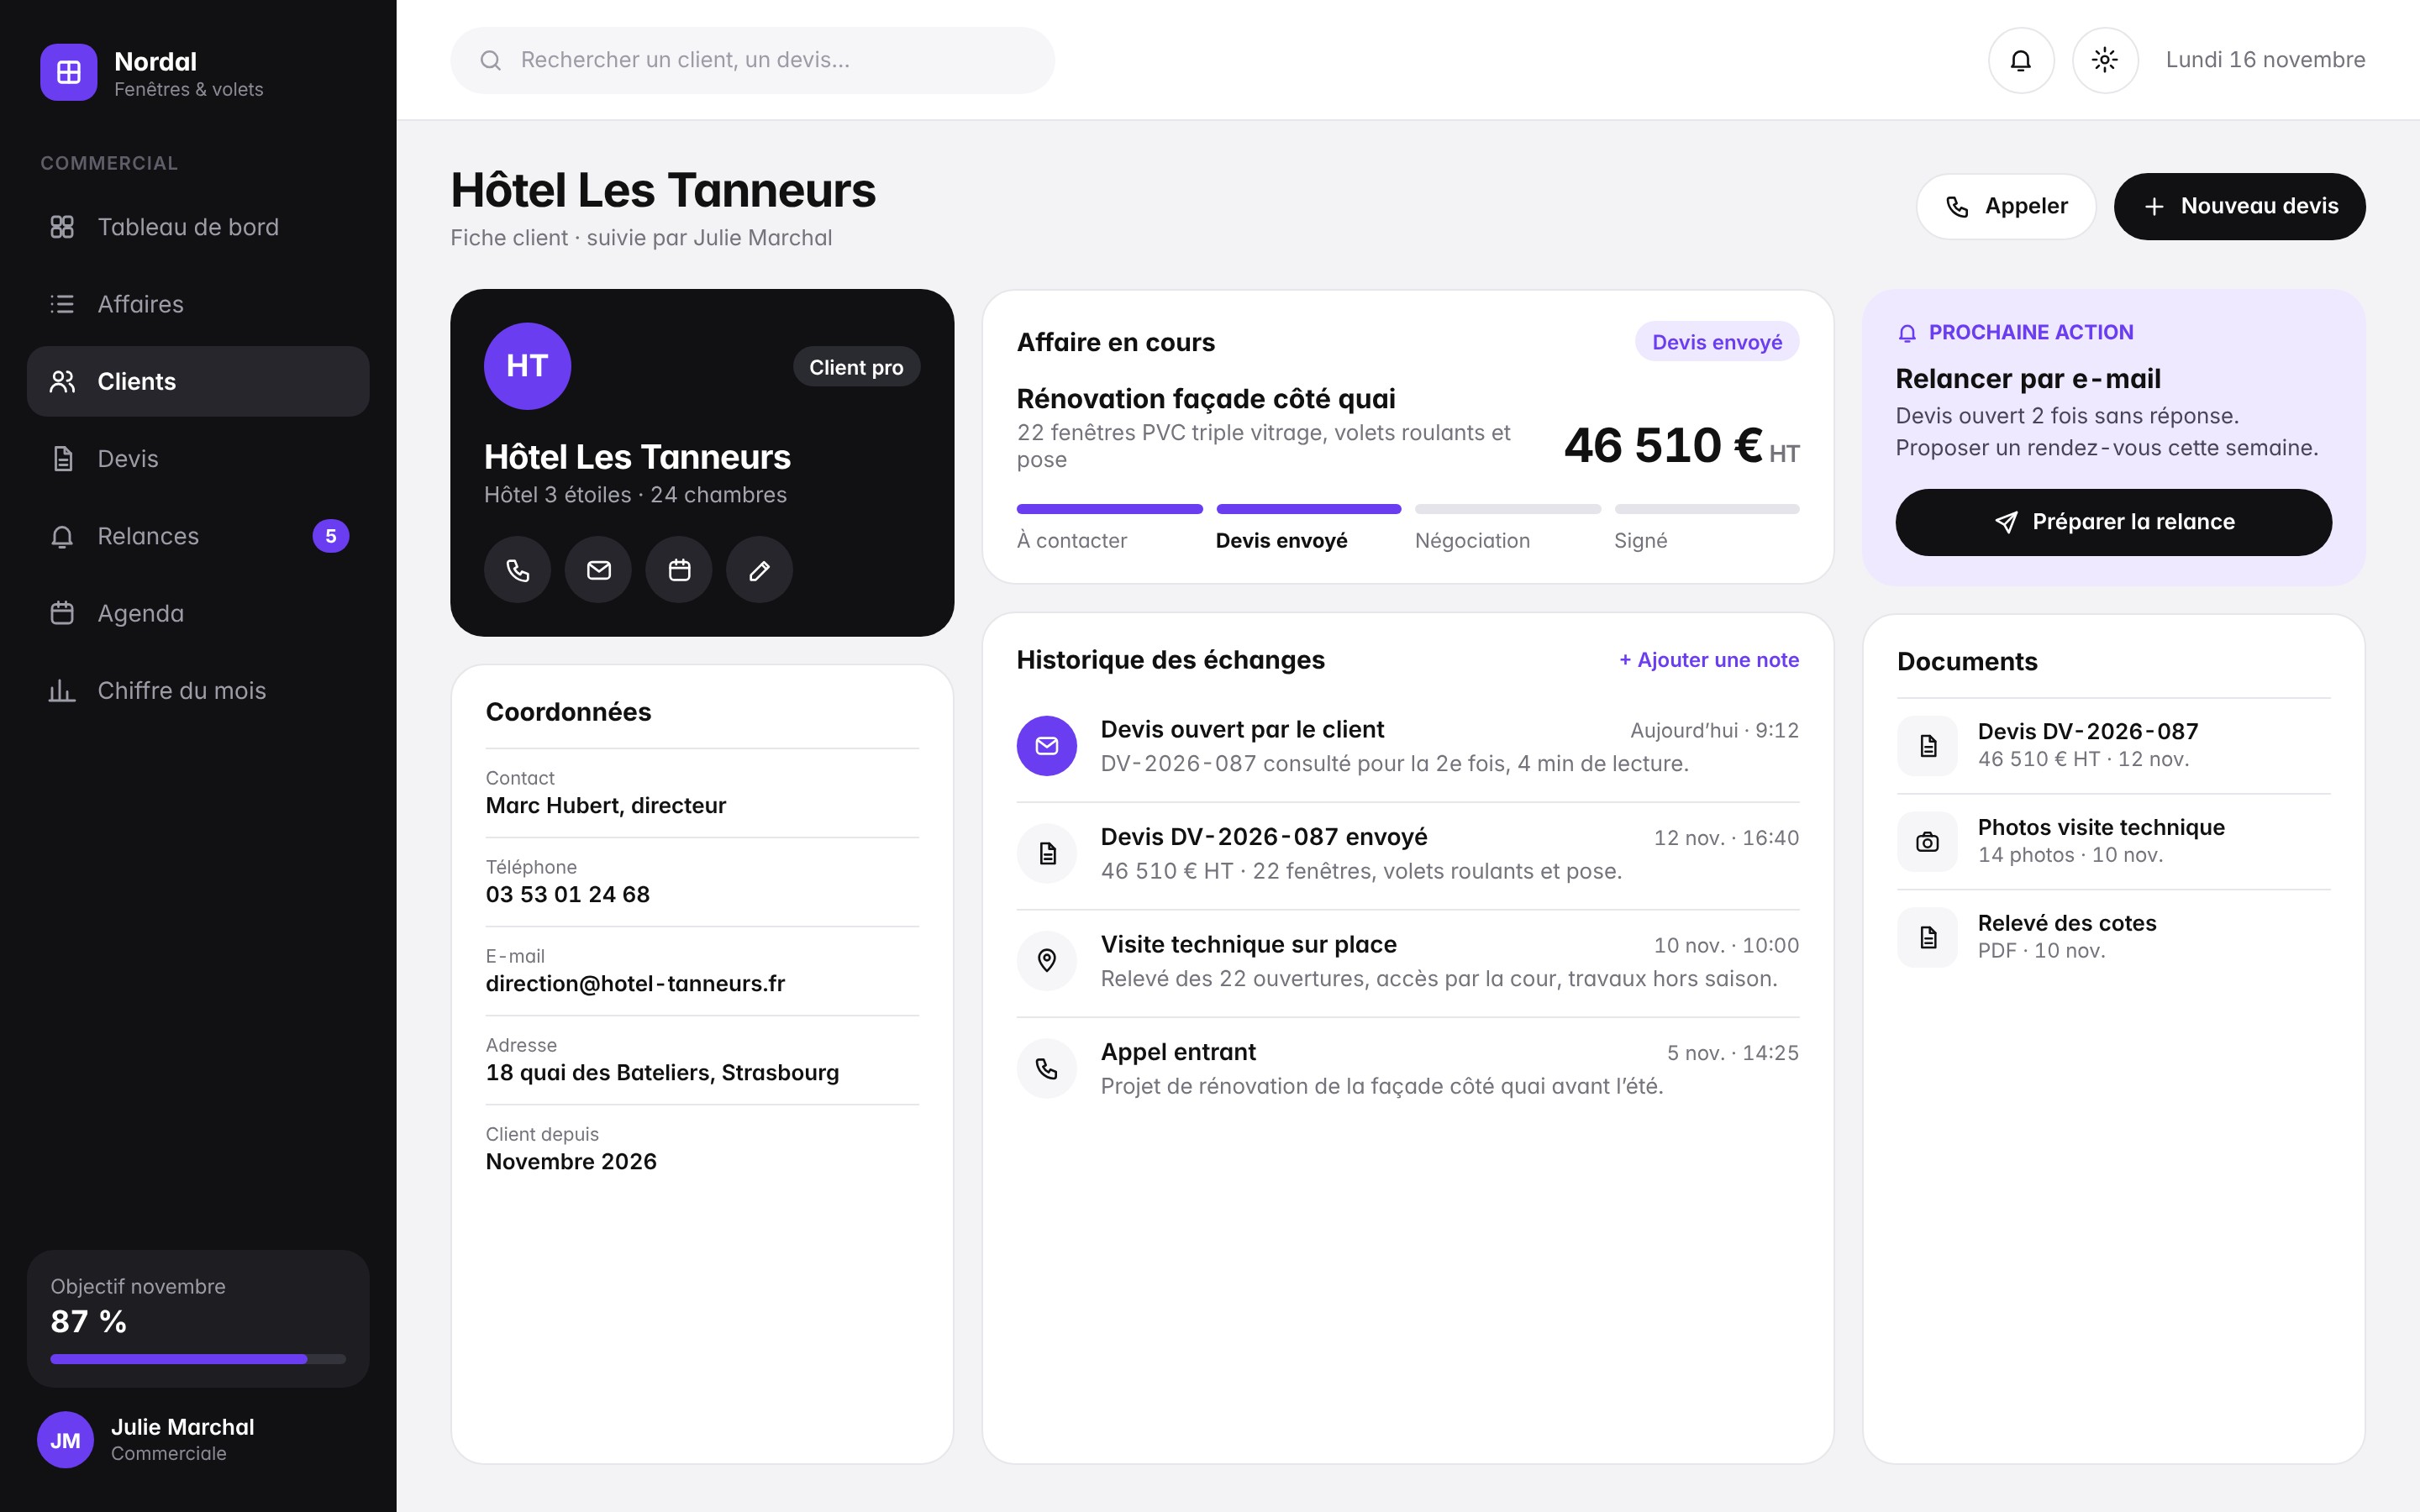 Nordal
Fenêtres & volets
COMMERCIAL
Tableau de bord
Affaires
Clients
Devis
Relances
5
Agenda
Chiffre du mois
Objectif novembre
87 %
JM
Julie Marchal
Commerciale
Rechercher un client, un devis…
Lundi 16 novembre
Hôtel Les Tanneurs
Fiche client · suivie par Julie Marchal
Appeler
Nouveau devis
HT
Client pro
Hôtel Les Tanneurs
Hôtel 3 étoiles · 24 chambres
Coordonnées
Contact
Marc Hubert, directeur
Téléphone
03 53 01 24 68
E-mail
direction@hotel-tanneurs.fr
Adresse
18 quai des Bateliers, Strasbourg
Client depuis
Novembre 2026
Affaire en cours
Devis envoyé
Rénovation façade côté quai
22 fenêtres PVC triple vitrage, volets roulants et
pose
46 510 € HT
À contacter
Devis envoyé
Négociation
Signé
Historique des échanges
+ Ajouter une note
Devis ouvert par le client
Aujourd’hui · 9:12
DV-2026-087 consulté pour la 2e fois, 4 min de lecture.
Devis DV-2026-087 envoyé
12 nov. · 16:40
46 510 € HT · 22 fenêtres, volets roulants et pose.
Visite technique sur place
10 nov. · 10:00
Relevé des 22 ouvertures, accès par la cour, travaux hors saison.
Appel entrant
5 nov. · 14:25
Projet de rénovation de la façade côté quai avant l’été.
PROCHAINE ACTION
Relancer par e-mail
Devis ouvert 2 fois sans réponse.
Proposer un rendez-vous cette semaine.
Préparer la relance
Documents
Devis DV-2026-087
46 510 € HT · 12 nov.
Photos visite technique
14 photos · 10 nov.
Relevé des cotes
PDF · 10 nov.